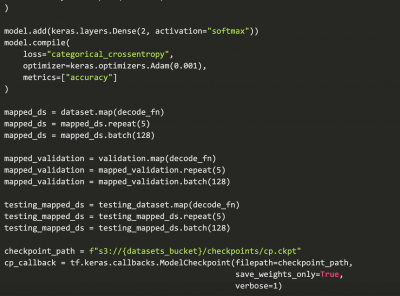 )
model.add(keras.layers.Dense(2, activation="softmax"))
model.compile(
    loss="categorical_crossentropy",
    optimizer=keras.optimizers.Adam(0.001),
    metrics=["accuracy"]
)
mapped_ds = dataset.map(decode_fn)
mapped_ds = mapped_ds.repeat(5)
mapped_ds = mapped_ds.batch(128)
mapped_validation = validation.map(decode_fn)
mapped_validation = mapped_validation.repeat(5)
mapped_validation = mapped_validation.batch(128)
testing_mapped_ds = testing_dataset.map(decode_fn)
testing_mapped_ds = testing_mapped_ds.repeat(5)
testing_mapped_ds = testing_mapped_ds.batch(128)
checkpoint_path = f"s3://{datasets_bucket}/checkpoints/cp.ckpt"
cp_callback = tf.keras.callbacks.ModelCheckpoint(filepath=checkpoint_path,
                                                 save_weights_only=True,
                                                 verbose=1)